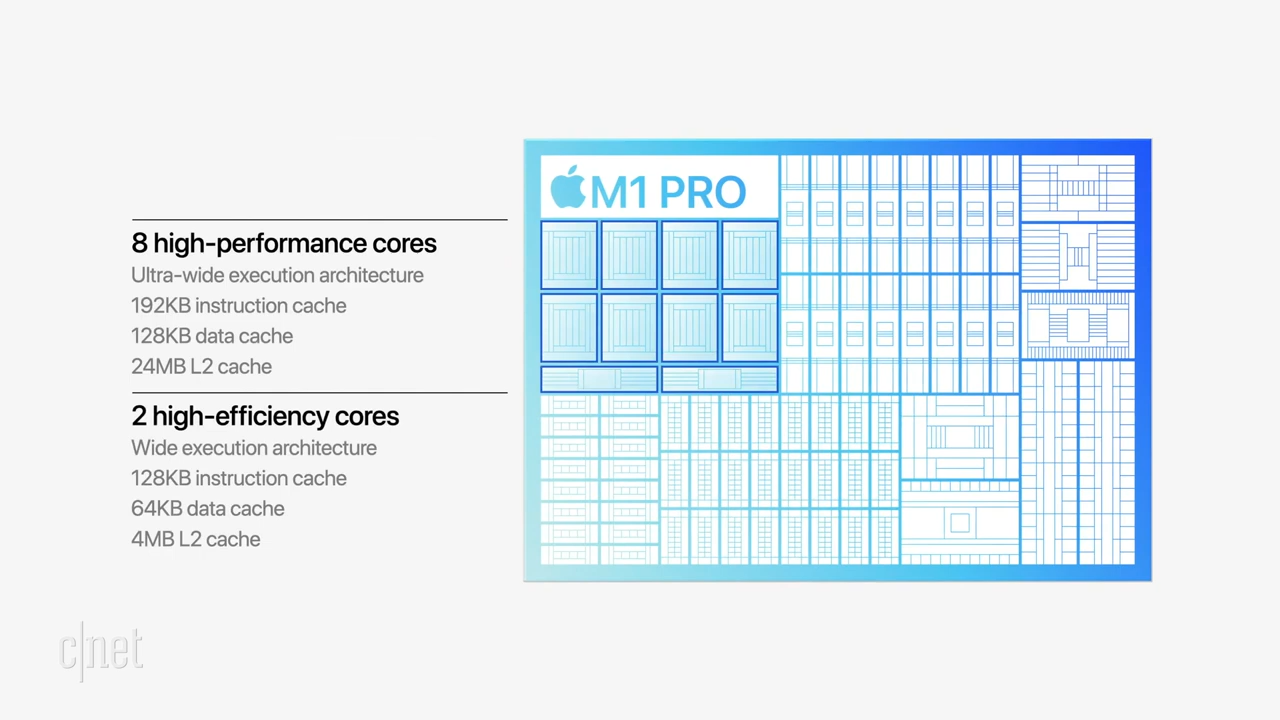 M1 PRO
8 high-performance cores
Ultra-wide execution architecture
192KB instruction cache
128KB data cache
24MB L2 cache
2 high-efficiency cores
Wide execution architecture
128KB instruction cache
64KB data cache
4MB L2 cache
c|net